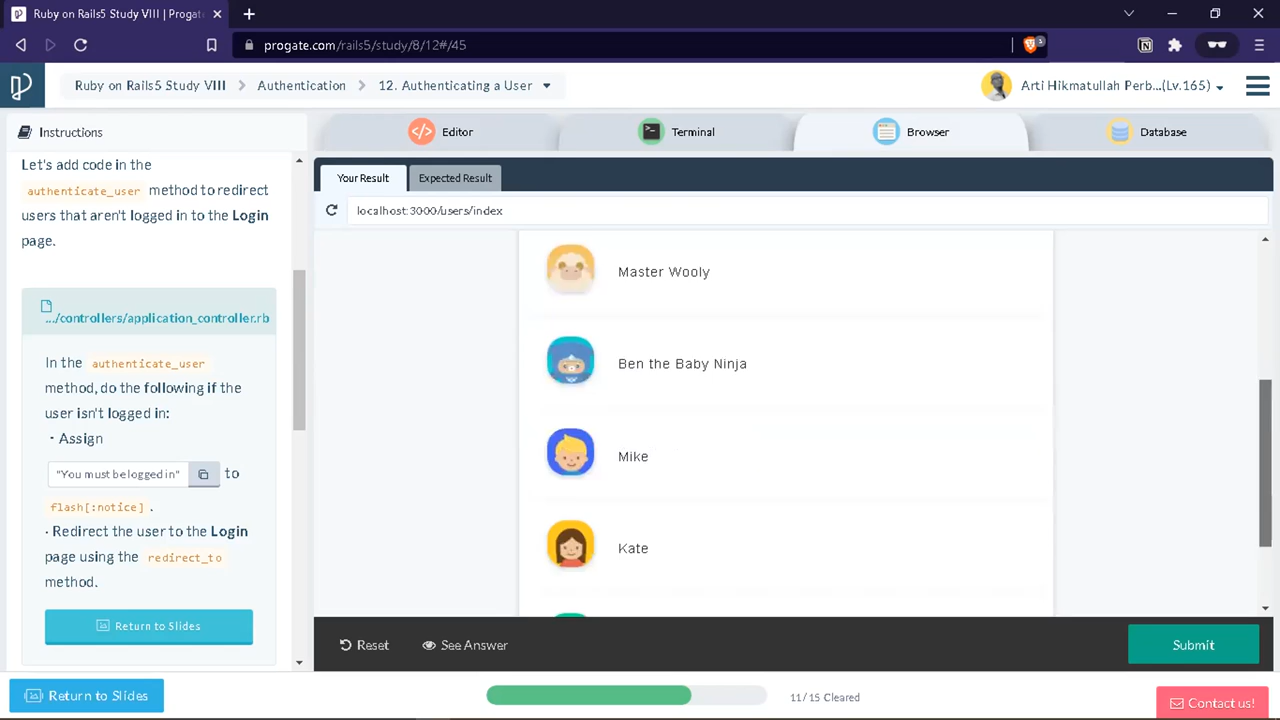 Ruby on Rails5 Study VIII | Progate
progate.com/rails5/study/8/12#/45
3
Ruby on Rails5 Study VIII
Authentication
12. Authenticating a User
Arti Hikmatullah Perb...(Lv.165)
Instructions
Editor
Terminal
Browser
Database
Let's add code in the
authenticate_user method to redirect
users that aren't logged in to the Login
page.
.../controllers/application_controller.rb
In the authenticate_user
method, do the following if the
user isn't logged in:
・Assign
"You must be logged in" to
flash[:notice] .
・Redirect the user to the Login
page using the redirect_to
method.
Return to Slides
Your Result
Expected Result
localhost:3000/users/index
Master Wooly
Ben the Baby Ninja
Mike
Kate
Reset
See Answer
Submit
Return to Slides
11/15 Cleared
Contact us!